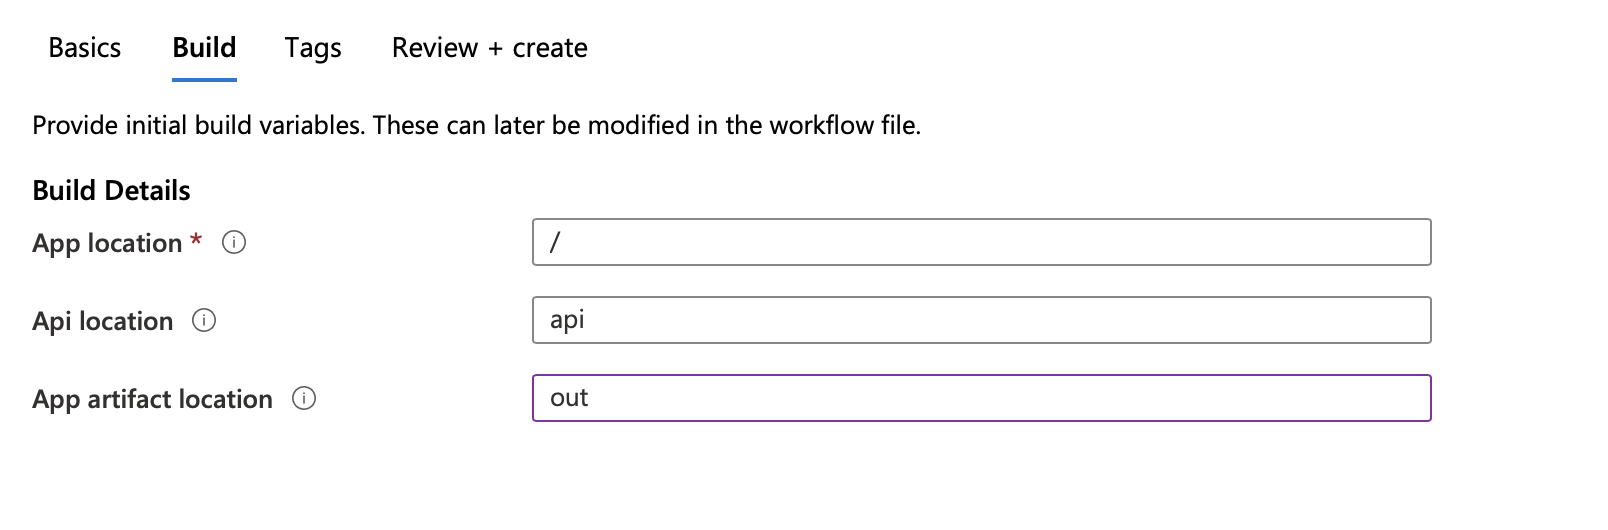 Basics Build Tags Review + create
Provide initial build variables. These can later be modified in the workflow file.
Build Details
App location * /
Api location api
App artifact location out